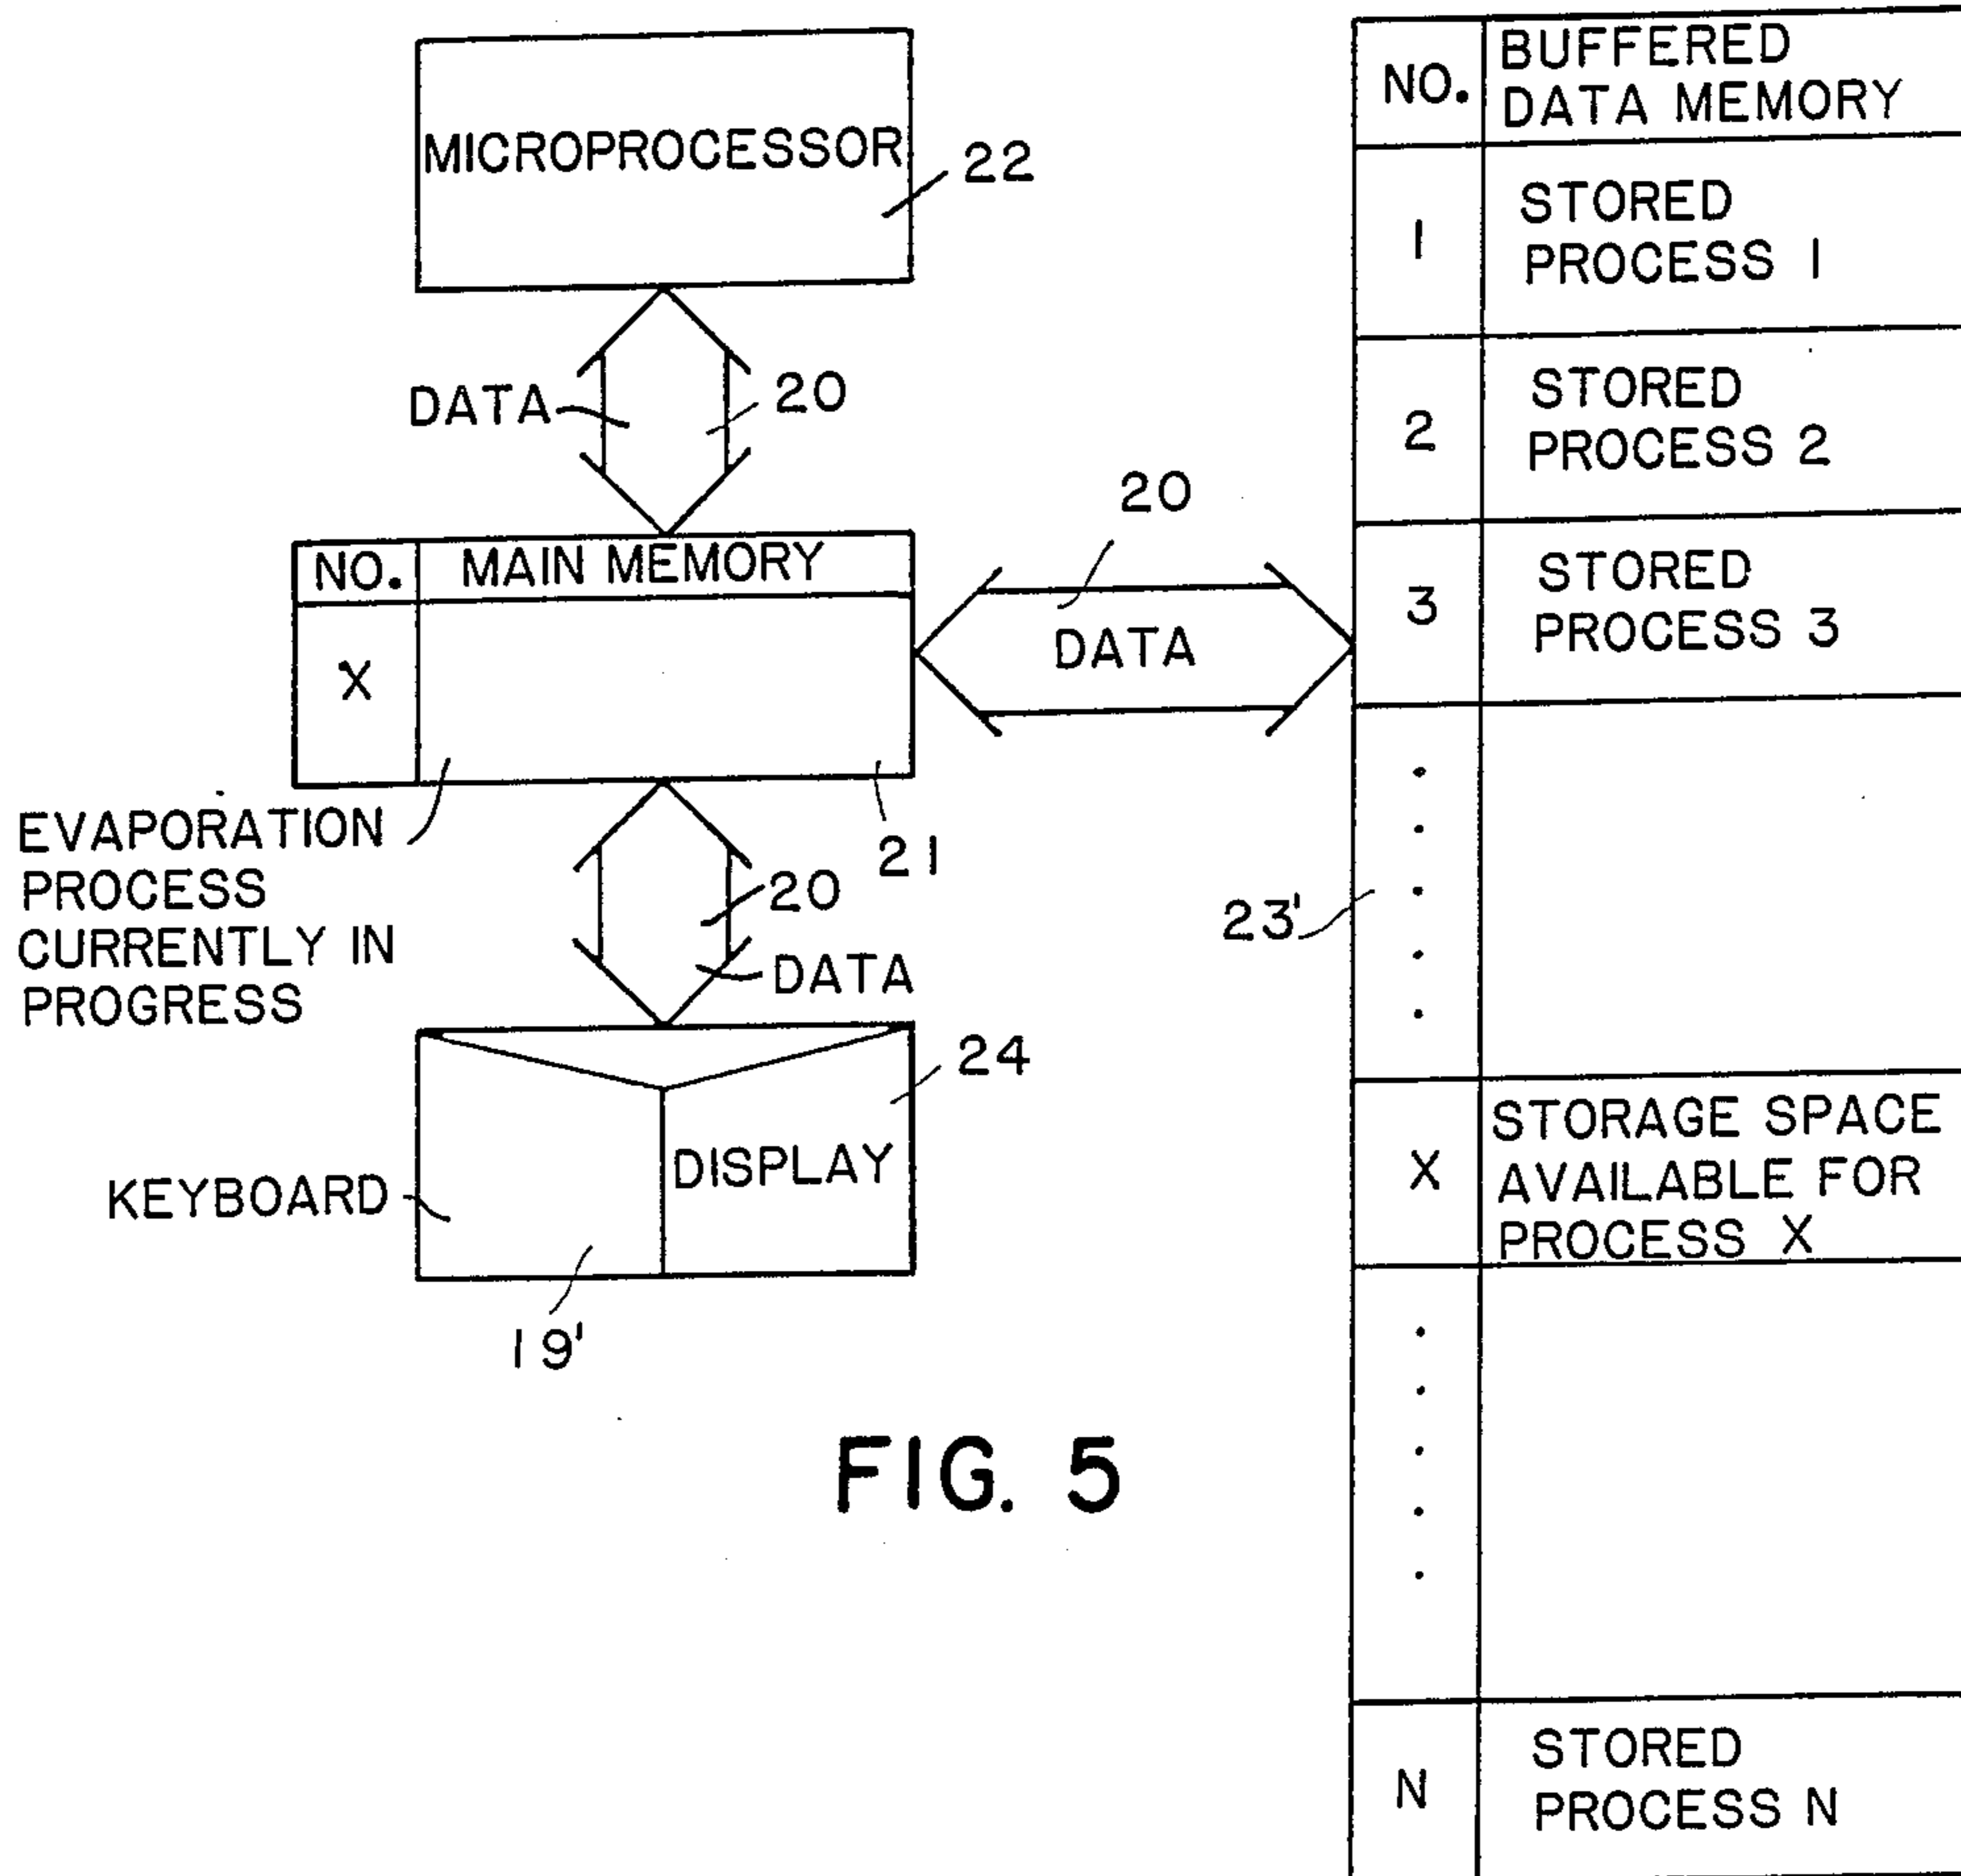 MICROPROCESSOR
22
DATA
20
NO.
MAIN MEMORY
X
20
DATA
EVAPORATION
PROCESS
CURRENTLY IN
PROGRESS
21
20
DATA
24
KEYBOARD
DISPLAY
19'
FIG. 5
NO.
BUFFERED
DATA MEMORY
1
STORED
PROCESS 1
2
STORED
PROCESS 2
3
STORED
PROCESS 3
23'
X
STORAGE SPACE
AVAILABLE FOR
PROCESS X
N
STORED
PROCESS N